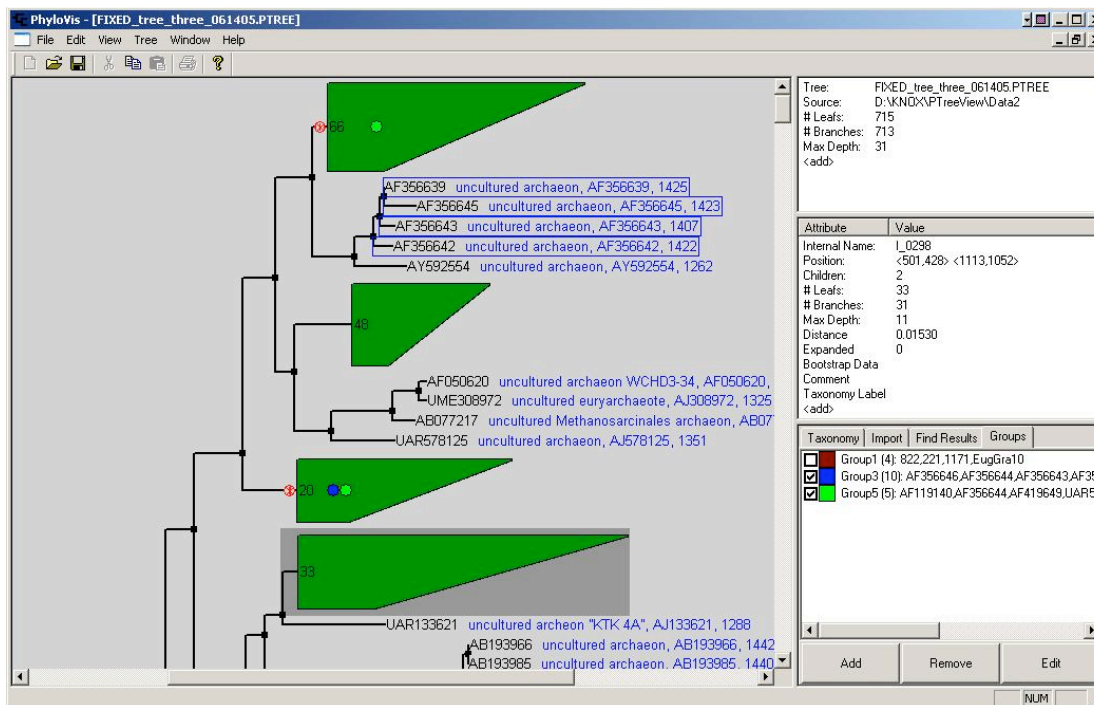 PhyloVis - [FIXED_tree_three_061405.PTREE]
File Edit View Tree Window Help
66
AF356639 uncultured archaeon, AF356639, 1425
AF356645 uncultured archaeon, AF356645, 1423
AF356643 uncultured archaeon, AF356643, 1407
AF356642 uncultured archaeon, AF356642, 1422
AY592554 uncultured archaeon, AY592554, 1262
48
AF050620 uncultured archaeon WCHD3-34, AF050620,
UME308972 uncultured euryarchaeote, AJ308972, 1325
AB077217 uncultured Methanosarcinales archaeon, AB07
UAR578125 uncultured archaeon, AJ578125, 1351
20
33
UAR133621 uncultured archeon "KTK 4A", AJ133621, 1288
AB193966 uncultured archaeon, AB193966, 1442
AB193985 uncultured archaeon, AB193985, 1440
Tree: FIXED_tree_three_061405.PTREE
Source: D:\KNOX\PTreeView\Data2
# Leafs: 715
# Branches: 713
Max Depth: 31
<add>
Attribute Value
Internal Name: I_0298
Position: <501,428> <1113,1052>
Children: 2
# Leafs: 33
# Branches: 31
Max Depth: 11
Distance 0.01530
Expanded 0
Bootstrap Data
Comment
Taxonomy Label
<add>
Taxonomy Import Find Results Groups
Group1 (4): 822,221,1171,EugGra10
Group3 (10): AF356646,AF356644,AF356643,AF35
Group5 (5): AF119140,AF356644,AF419649,UAR5
Add Remove Edit
NUM